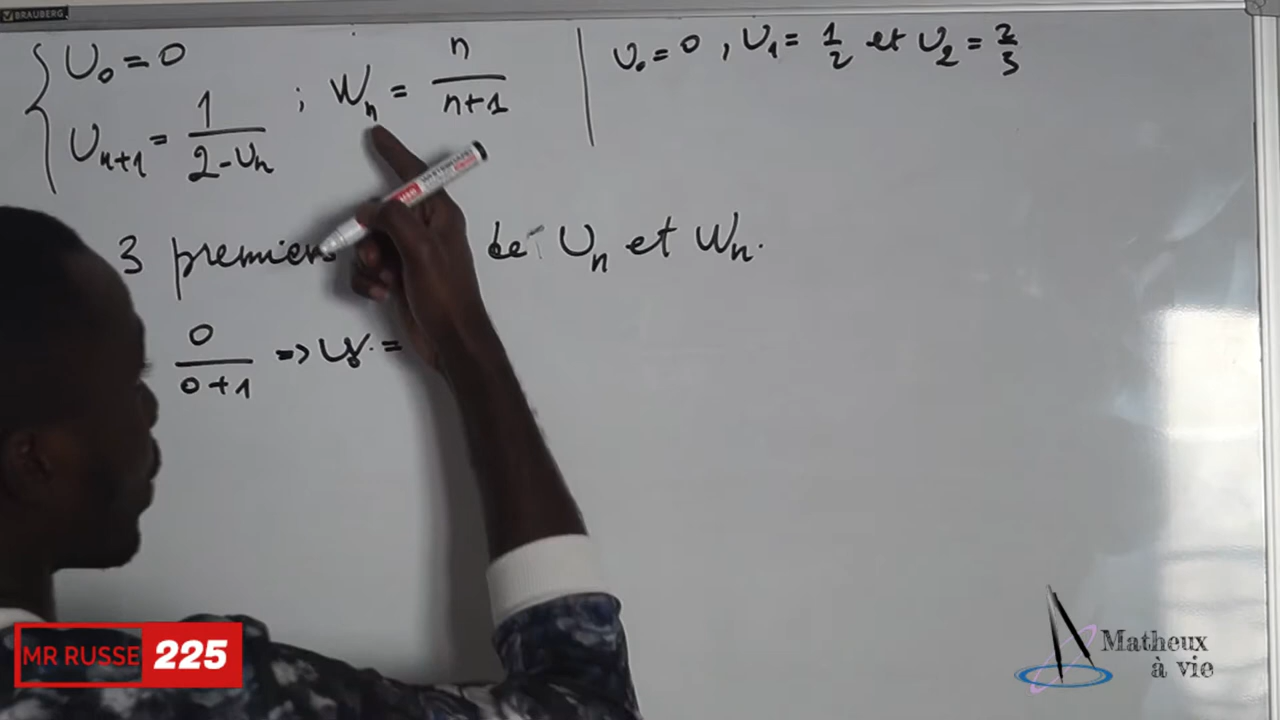 BRAUBERG
U₀ = 0
Uₙ₊₁ = 1/(2-Uₙ) ; Wₙ = n/(n+1)
U₀ = 0 , U₁ = 1/2 et U₂ = 2/3
3 premiers de Uₙ et Wₙ.
0/(0+1) =>
MR RUSSE 225
Matheux
à vie